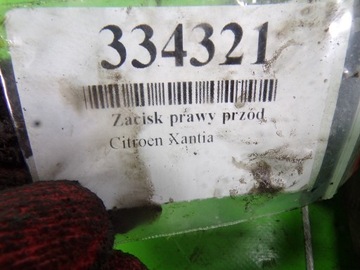 334321
Zacisk prawy przód
Citroen Xantia